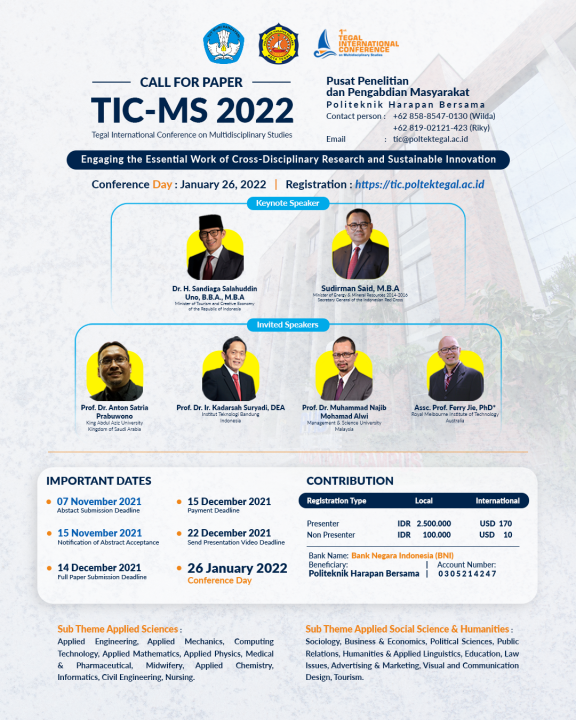 1st
TEGAL
INTERNATIONAL
CONFERENCE
on Multidisciplinary Studies
CALL FOR PAPER
TIC-MS 2022
Tegal International Conference on Multidisciplinary Studies
Pusat Penelitian
dan Pengabdian Masyarakat
Politeknik Harapan Bersama
Contact person : +62 858-8547-0130 (Wilda)
+62 819-02121-423 (Riky)
Email : tic@poltektegal.ac.id
Engaging the Essential Work of Cross-Disciplinary Research and Sustainable Innovation
Conference Day : January 26, 2022 | Registration : https://tic.poltektegal.ac.id
Keynote Speaker
Dr. H. Sandiaga Salahuddin
Uno, B.B.A., M.B.A
Minister of Tourism and Creative Economy
of the Republic of Indonesia
Sudirman Said, M.B.A
Minister of Energy & Mineral Resources 2014-2016
Secretary General of the Indonesian Red Cross
Invited Speakers
Prof. Dr. Anton Satria
Prabuwono
King Abdul Aziz University
Kingdom of Saudi Arabia
Prof. Dr. Ir. Kadarsah Suryadi, DEA
Institut Teknologi Bandung
Indonesia
Prof. Dr. Muhammad Najib
Mohamad Alwi
Management & Science University
Malaysia
Assc. Prof. Ferry Jie, PhD*
Royal Melbourne Institute of Technology
Australia
IMPORTANT DATES
07 November 2021
Abstact Submission Deadline
15 November 2021
Notification of Abstract Acceptance
14 December 2021
Full Paper Submission Deadline
15 December 2021
Payment Deadline
22 December 2021
Send Presentation Video Deadline
26 January 2022
Conference Day
CONTRIBUTION
Registration Type Local International
Presenter IDR 2.500.000 USD 170
Non Presenter IDR 100.000 USD 10
Bank Name: Bank Negara Indonesia (BNI)
Beneficiary: | Account Number:
Politeknik Harapan Bersama | 0305214247
Sub Theme Applied Sciences :
Applied Engineering, Applied Mechanics, Computing
Technology, Applied Mathematics, Applied Physics, Medical
& Pharmaceutical, Midwifery, Applied Chemistry,
Informatics, Civil Engineering, Nursing.
Sub Theme Applied Social Science & Humanities :
Sociology, Business & Economics, Political Sciences, Public
Relations, Humanities & Applied Linguistics, Education, Law
Issues, Advertising & Marketing, Visual and Communication
Design, Tourism.